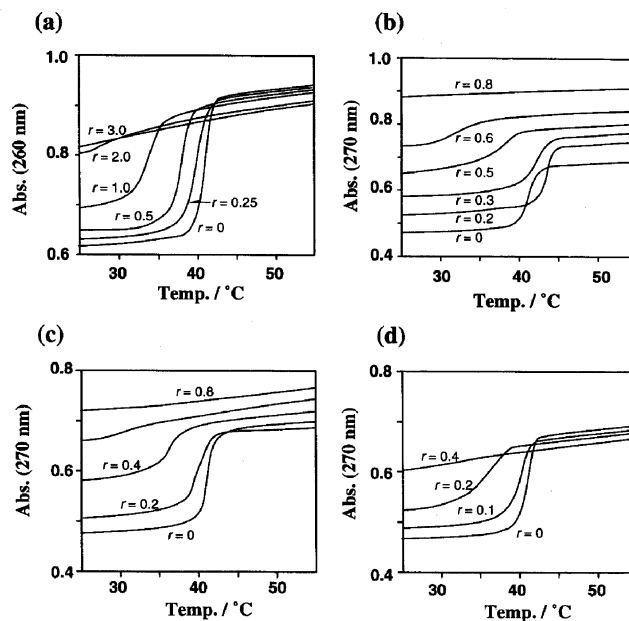 (a)
1.0
0.8
0.6
Abs. (260 nm)
r = 3.0
r = 2.0
r = 1.0
r = 0.5
r = 0.25
r = 0
30
40
50
Temp. / °C
(b)
1.0
0.8
0.6
0.4
Abs. (270 nm)
r = 0.8
r = 0.6
r = 0.5
r = 0.3
r = 0.2
r = 0
30
40
50
Temp. / °C
(c)
0.8
0.6
0.4
Abs. (270 nm)
r = 0.8
r = 0.4
r = 0.2
r = 0
30
40
50
Temp. / °C
(d)
0.8
0.6
0.4
Abs. (270 nm)
r = 0.4
r = 0.2
r = 0.1
r = 0
30
40
50
Temp. / °C